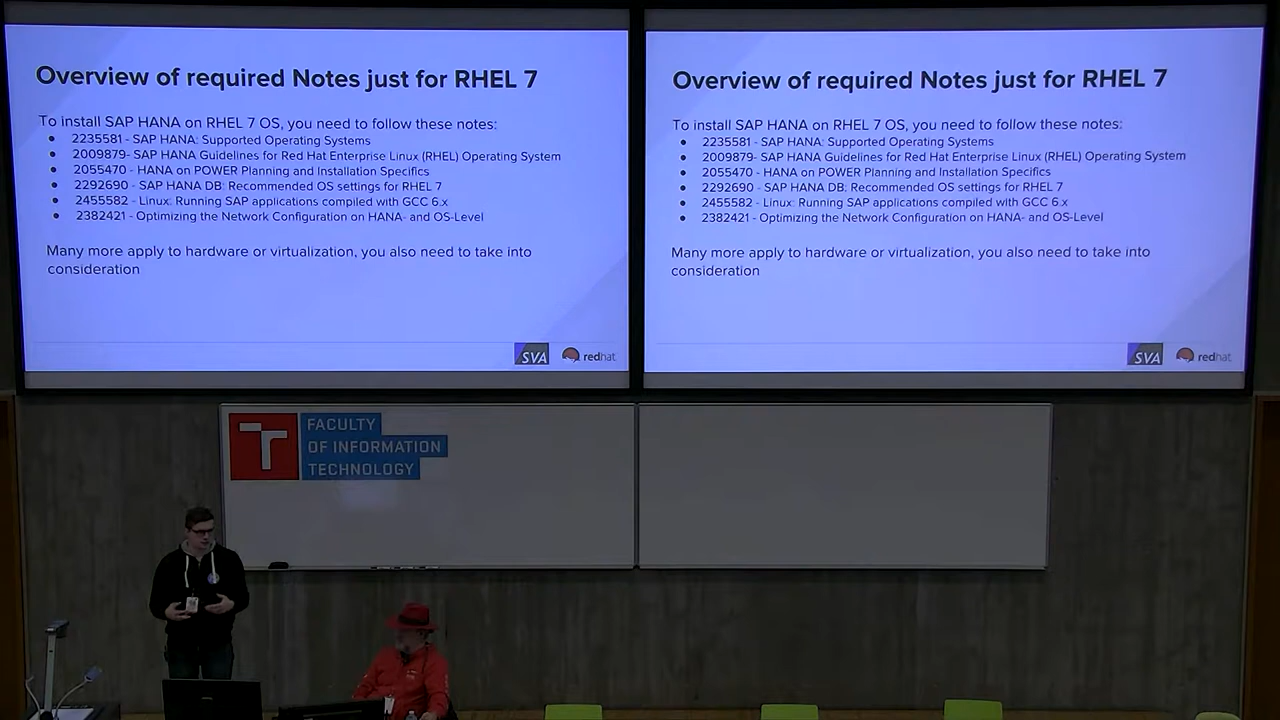 Overview of required Notes just for RHEL 7
To install SAP HANA on RHEL 7 OS, you need to follow these notes:
● 2235581 - SAP HANA: Supported Operating Systems
● 2009879- SAP HANA Guidelines for Red Hat Enterprise Linux (RHEL) Operating System
● 2055470 - HANA on POWER Planning and Installation Specifics
● 2292690 - SAP HANA DB: Recommended OS settings for RHEL 7
● 2455582 - Linux: Running SAP applications compiled with GCC 6.x
● 2382421 - Optimizing the Network Configuration on HANA- and OS-Level
Many more apply to hardware or virtualization, you also need to take into
consideration
SVA redhat
Overview of required Notes just for RHEL 7
To install SAP HANA on RHEL 7 OS, you need to follow these notes:
● 2235581 - SAP HANA: Supported Operating Systems
● 2009879- SAP HANA Guidelines for Red Hat Enterprise Linux (RHEL) Operating System
● 2055470 - HANA on POWER Planning and Installation Specifics
● 2292690 - SAP HANA DB: Recommended OS settings for RHEL 7
● 2455582 - Linux: Running SAP applications compiled with GCC 6.x
● 2382421 - Optimizing the Network Configuration on HANA- and OS-Level
Many more apply to hardware or virtualization, you also need to take into
consideration
SVA redhat
T
FACULTY
OF INFORMATION
TECHNOLOGY